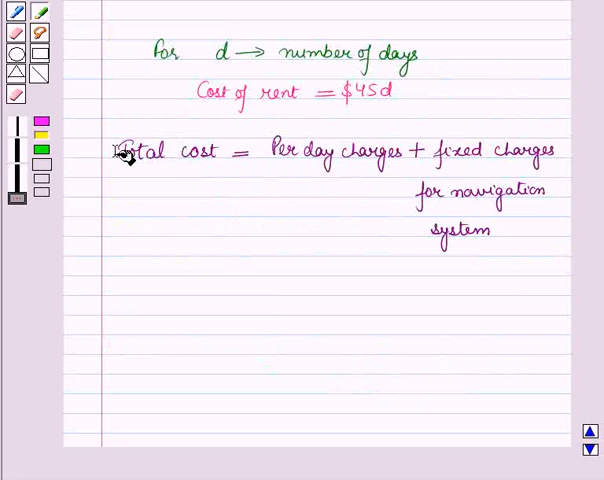 For d → number of days
Cost of rent = $45d
Total cost = Per day charges + fixed charges
for navigation
system